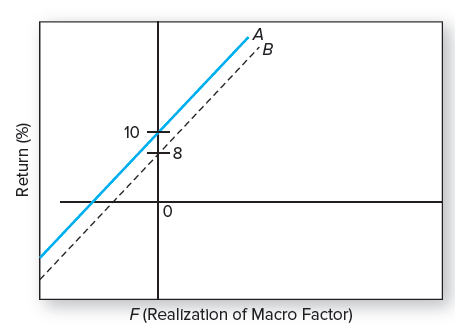 A
B
10
8
0
Return (%)
F (Realization of Macro Factor)